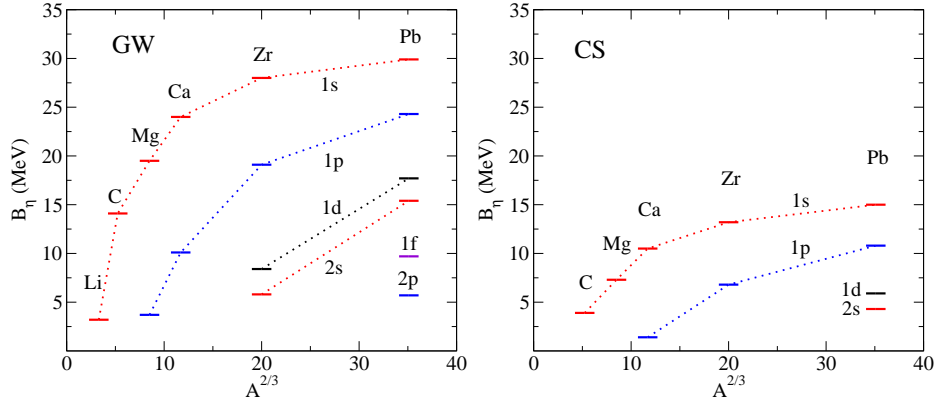 GW
35
30
25
20
15
10
5
B_η (MeV)
Li
C
Mg
Ca
Zr
Pb
1s
1p
1d
2s
1f
2p
0 10 20 30 40
A^{2/3}
CS
35
30
25
20
15
10
5
B_η (MeV)
C
Mg
Ca
Zr
Pb
1s
1p
1d
2s
0 10 20 30 40
A^{2/3}